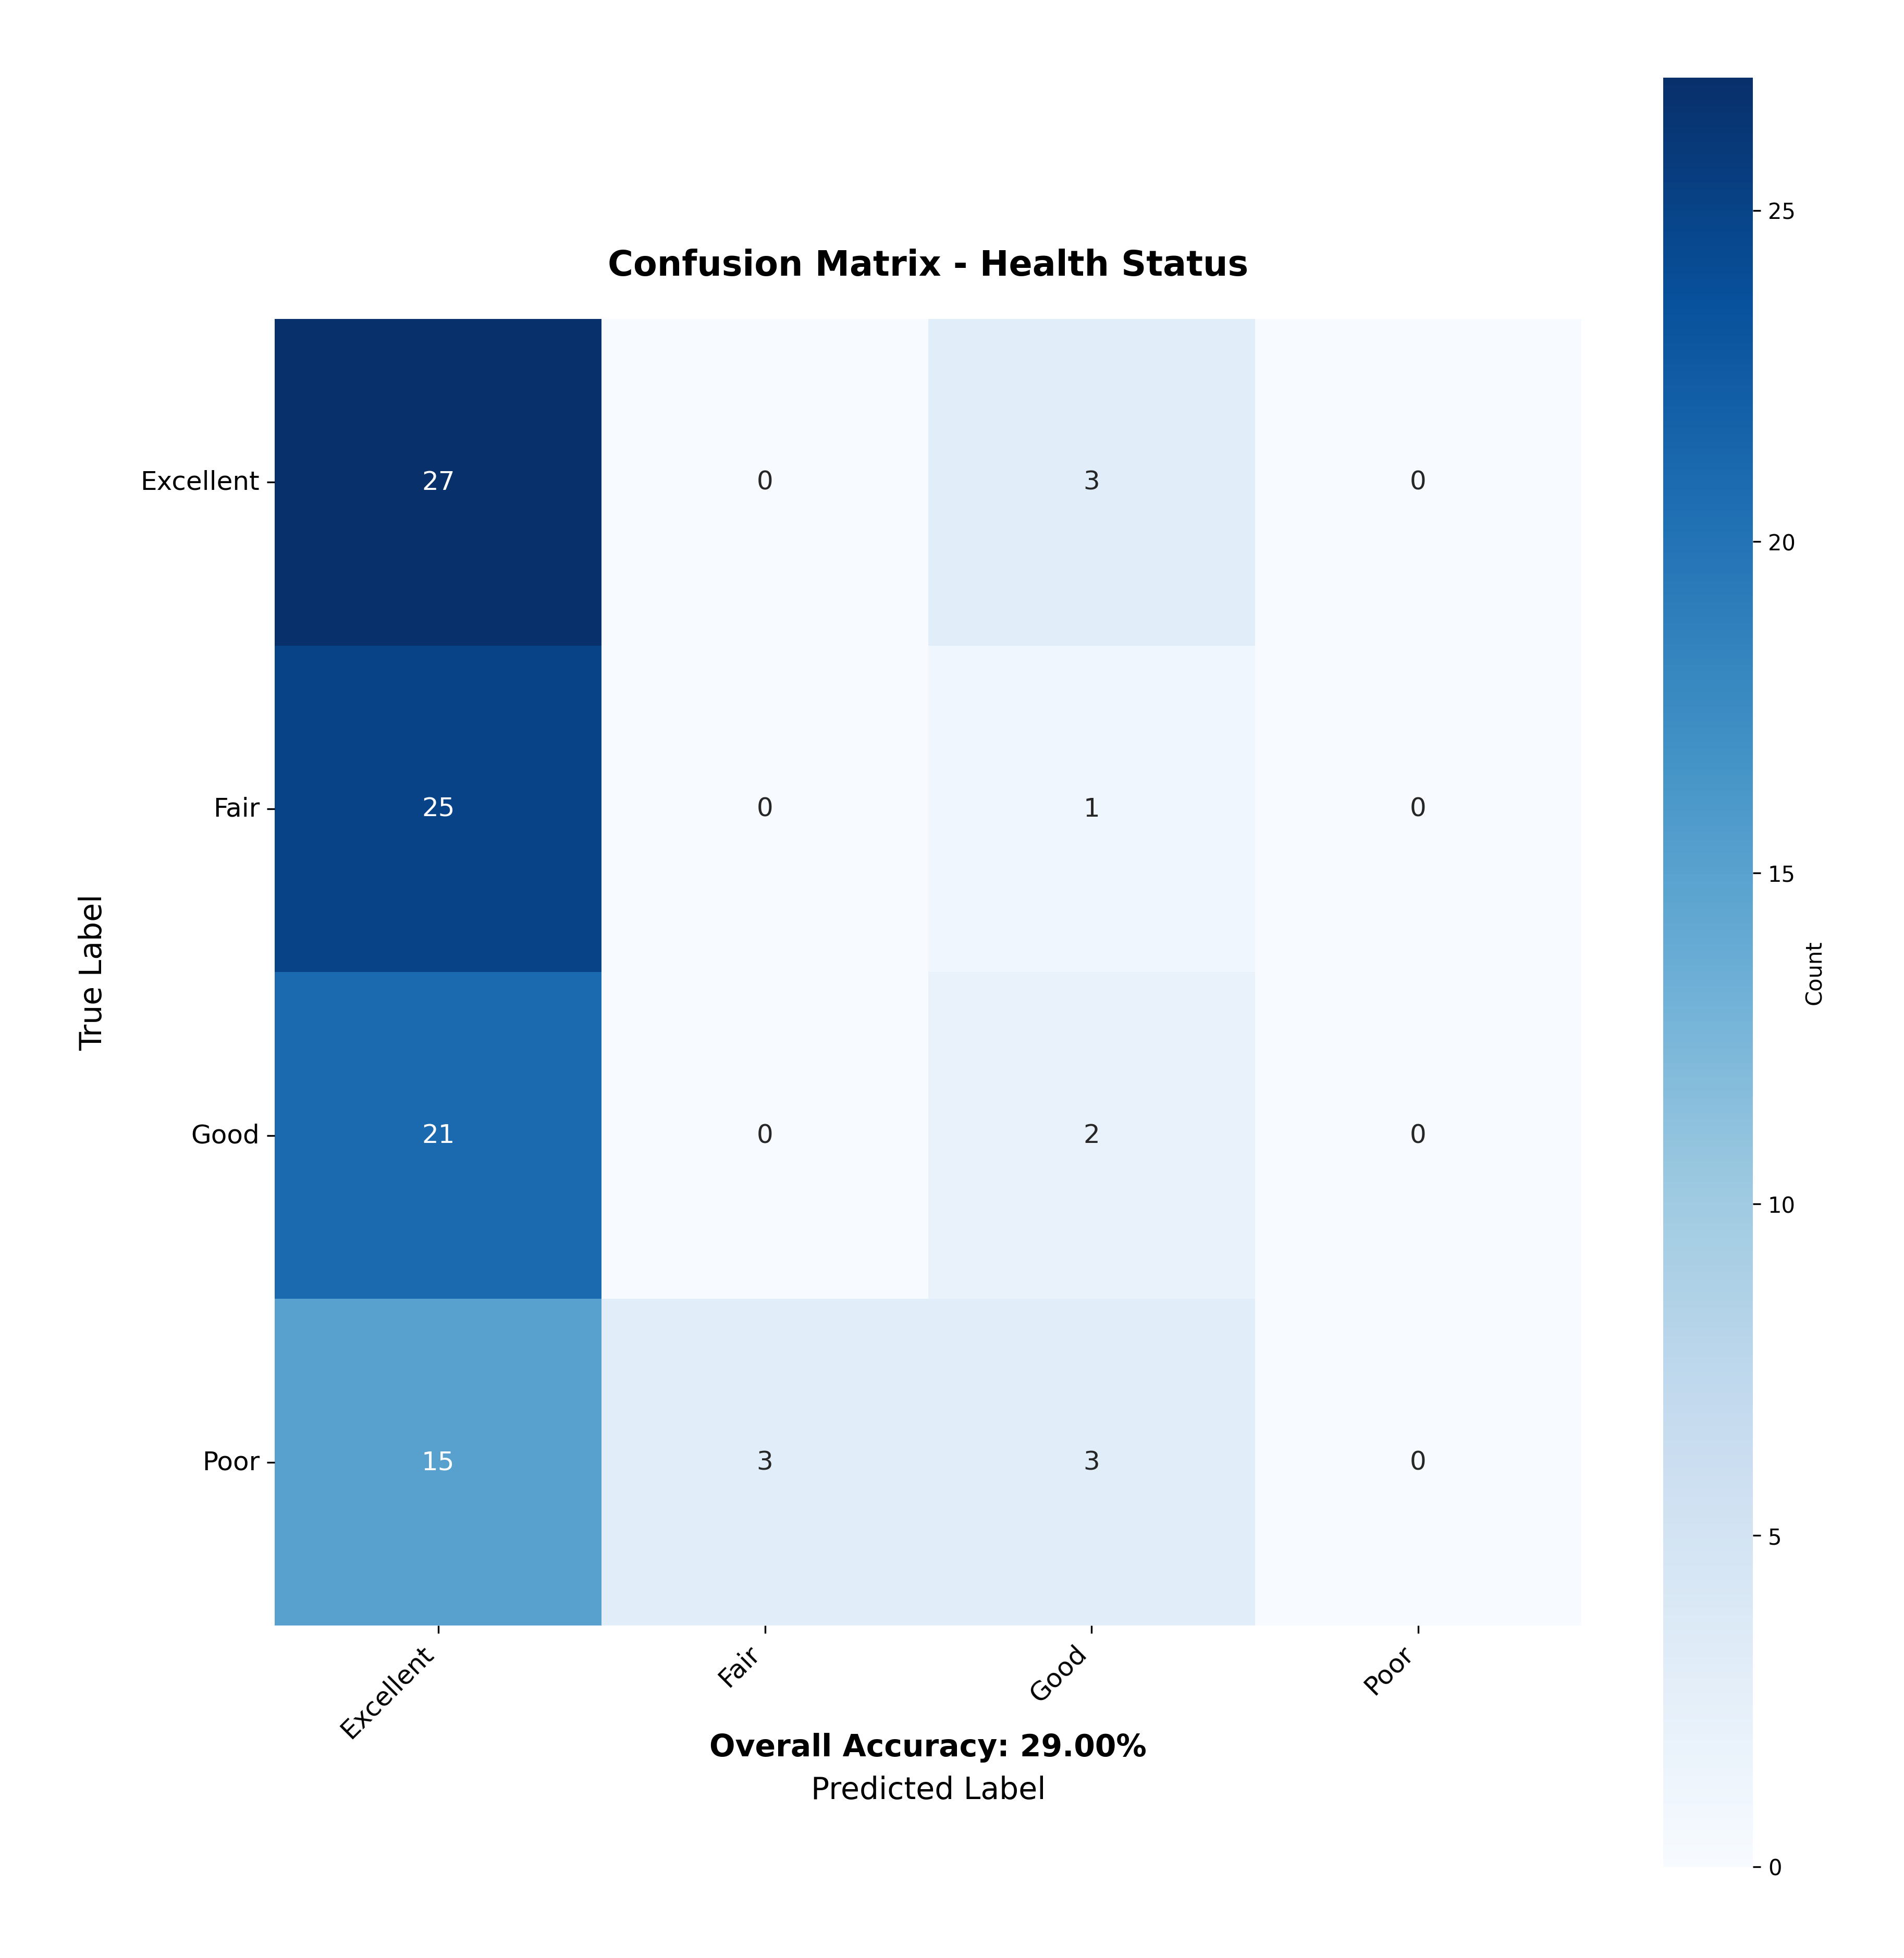 Confusion Matrix - Health Status
True Label
Excellent 27 0 3 0
Fair 25 0 1 0
Good 21 0 2 0
Poor 15 3 3 0
Excellent Fair Good Poor
Overall Accuracy: 29.00%
Predicted Label
25
20
15
10
5
0
Count